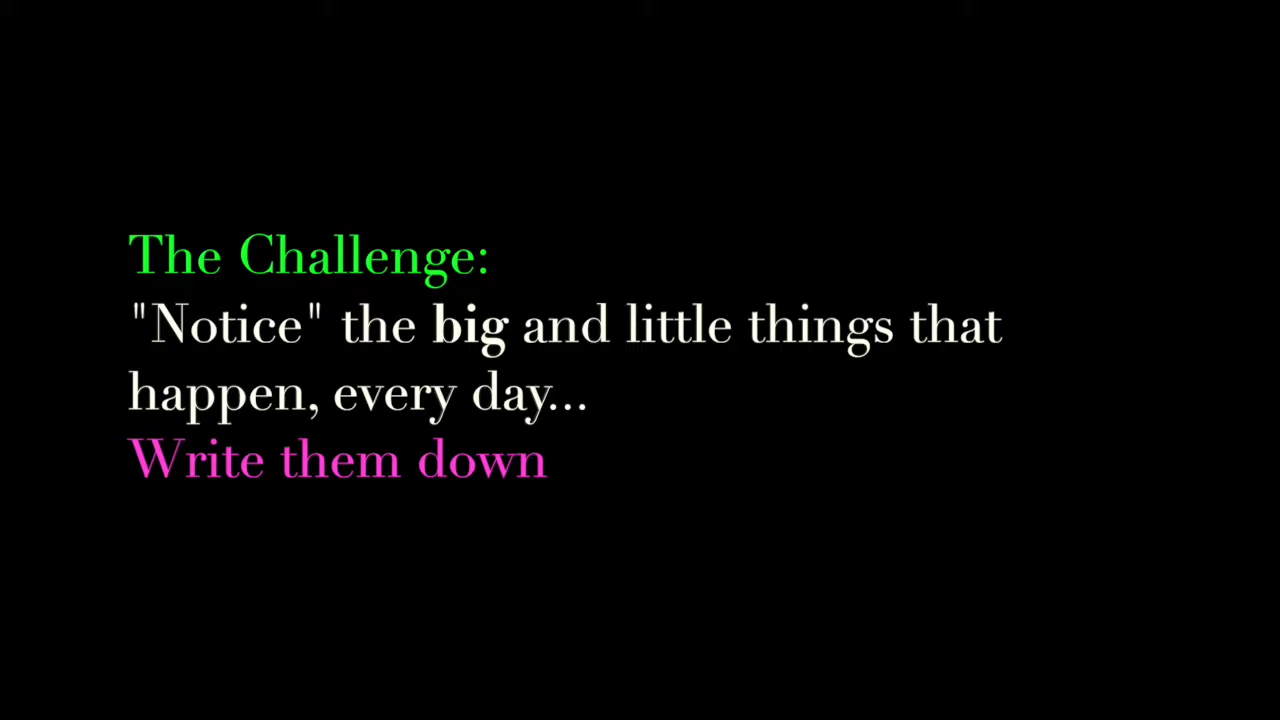 The Challenge:
"Notice" the big and little things that
happen, every day...
Write them down